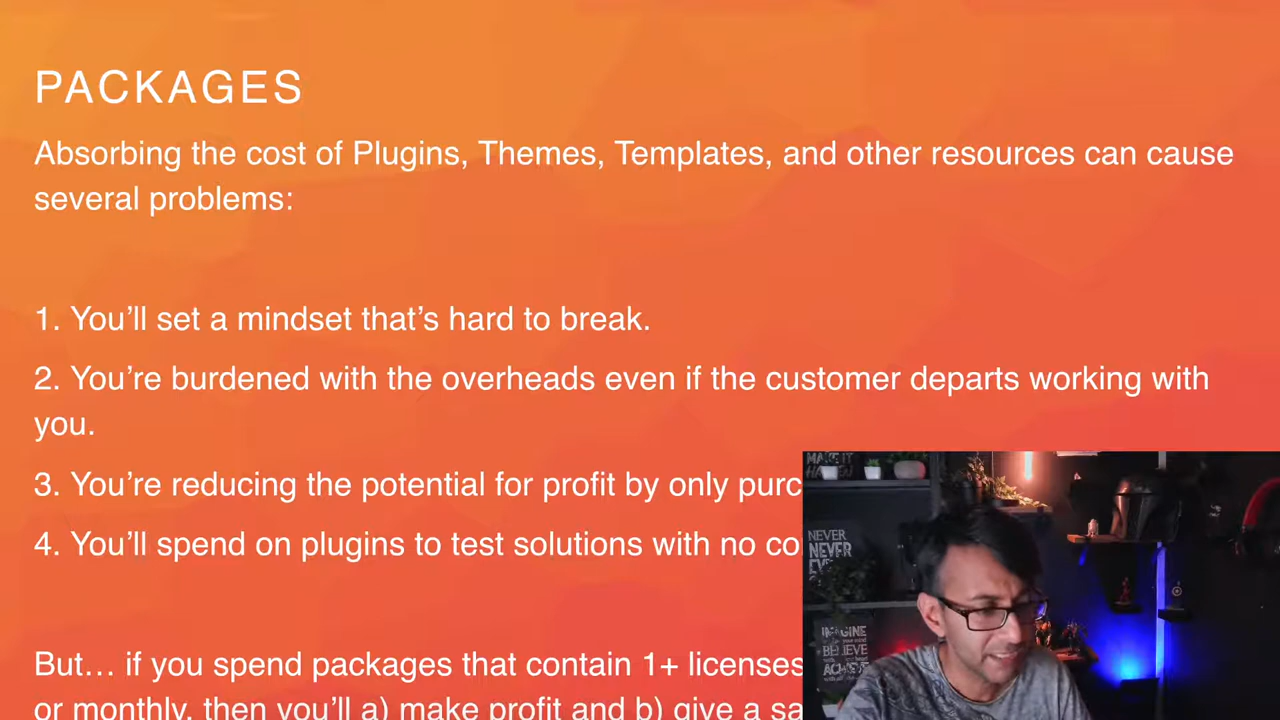 PACKAGES
Absorbing the cost of Plugins, Themes, Templates, and other resources can cause
several problems:
1. You’ll set a mindset that’s hard to break.
2. You’re burdened with the overheads even if the customer departs working with
you.
3. You’re reducing the potential for profit by only
4. You’ll spend on plugins to test solutions with no
But… if you spend packages that contain 1+ licenses
or monthly, then you’ll a) make profit and b) give a
MAKE IT
NEVER
NEVER
IMAGINE
BELIEVE
ACHIEVE